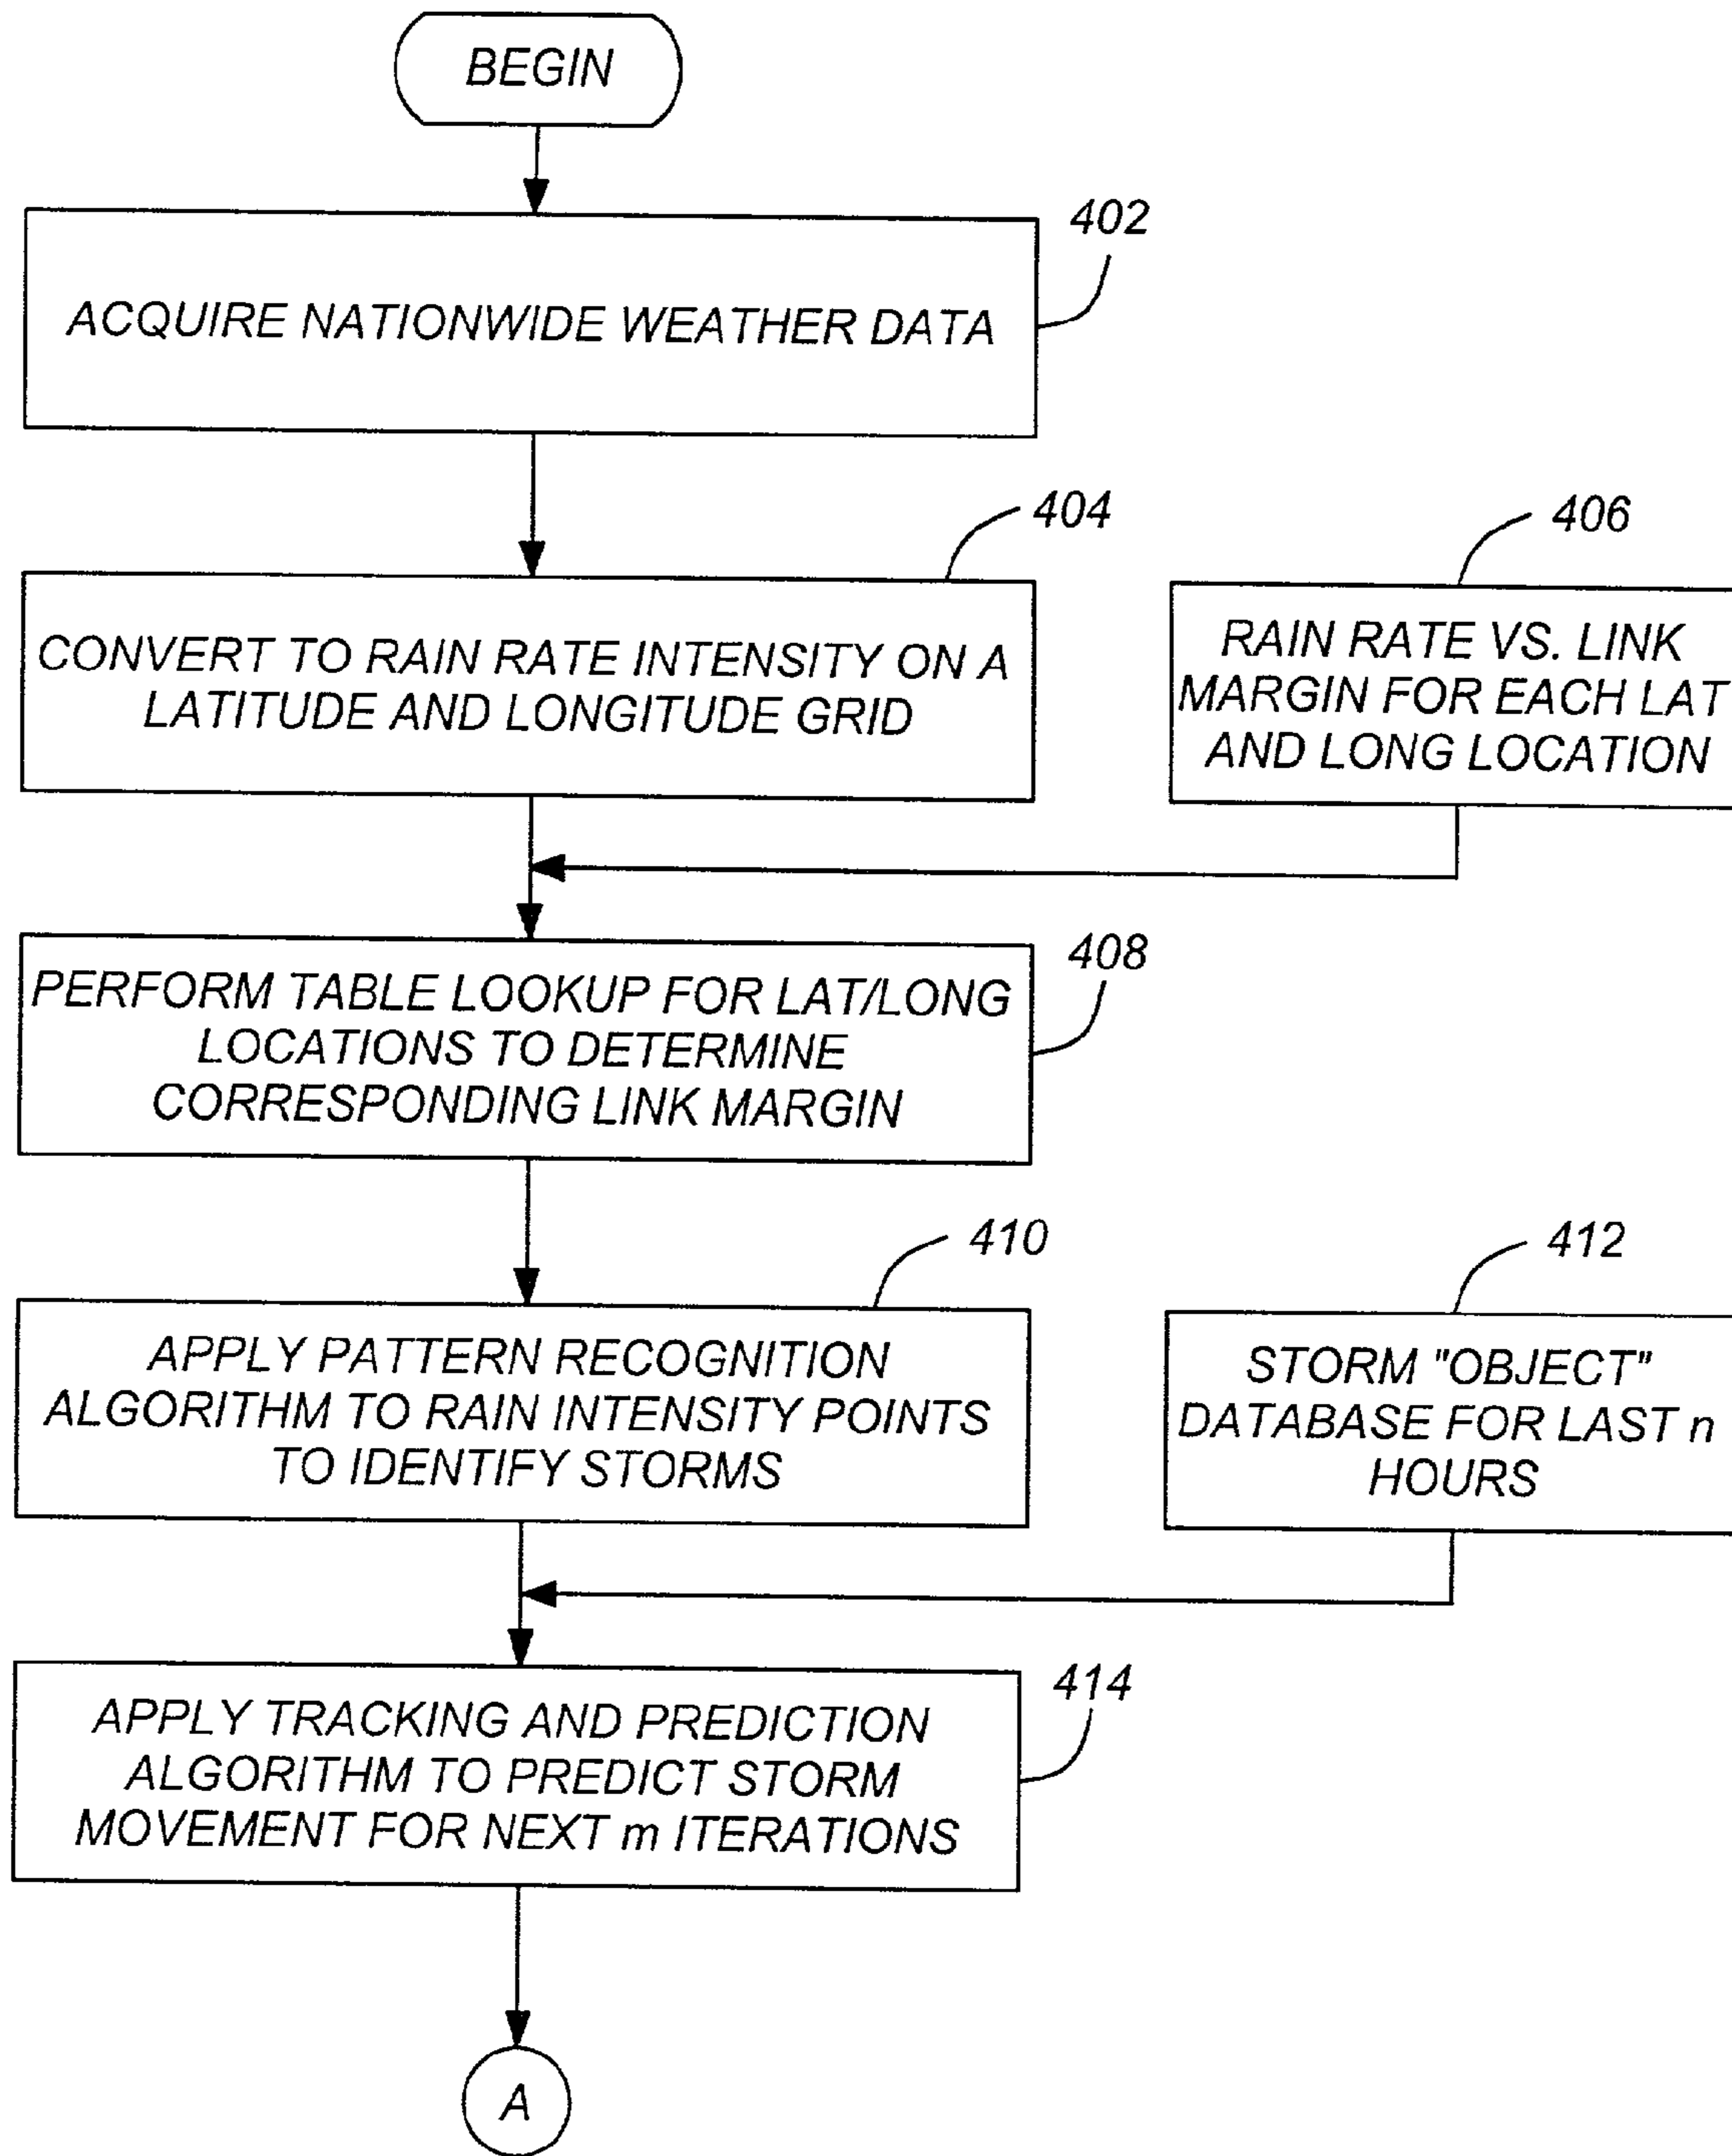 BEGIN
402
ACQUIRE NATIONWIDE WEATHER DATA
404
CONVERT TO RAIN RATE INTENSITY ON A
LATITUDE AND LONGITUDE GRID
406
RAIN RATE VS. LINK
MARGIN FOR EACH LAT
AND LONG LOCATION
408
PERFORM TABLE LOOKUP FOR LAT/LONG
LOCATIONS TO DETERMINE
CORRESPONDING LINK MARGIN
410
APPLY PATTERN RECOGNITION
ALGORITHM TO RAIN INTENSITY POINTS
TO IDENTIFY STORMS
412
STORM "OBJECT"
DATABASE FOR LAST n
HOURS
414
APPLY TRACKING AND PREDICTION
ALGORITHM TO PREDICT STORM
MOVEMENT FOR NEXT m ITERATIONS
A